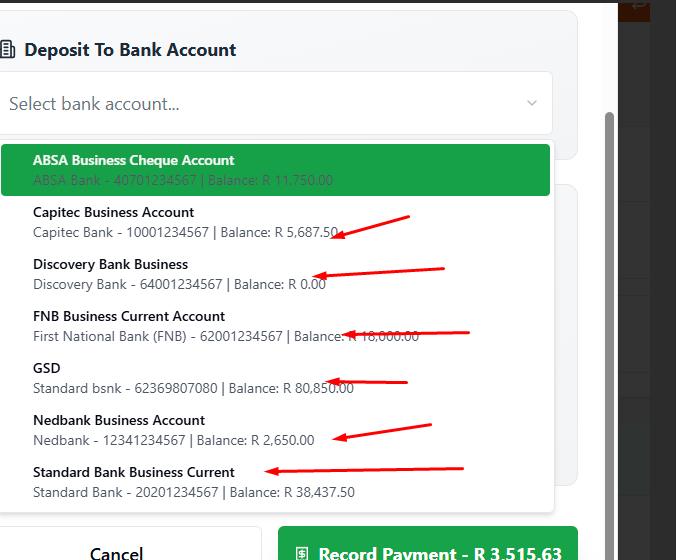 Deposit To Bank Account
Select bank account...
ABSA Business Cheque Account
ABSA Bank - 40701234567 | Balance: R 11,750.00
Capitec Business Account
Capitec Bank - 10001234567 | Balance: R 5,687.50
Discovery Bank Business
Discovery Bank - 64001234567 | Balance: R 0.00
FNB Business Current Account
First National Bank (FNB) - 62001234567 | Balance: R 18,000.00
GSD
Standard bsnk - 62369807080 | Balance: R 80,850.00
Nedbank Business Account
Nedbank - 12341234567 | Balance: R 2,650.00
Standard Bank Business Current
Standard Bank - 20201234567 | Balance: R 38,437.50
Cancel
Record Payment - R 3,515.63